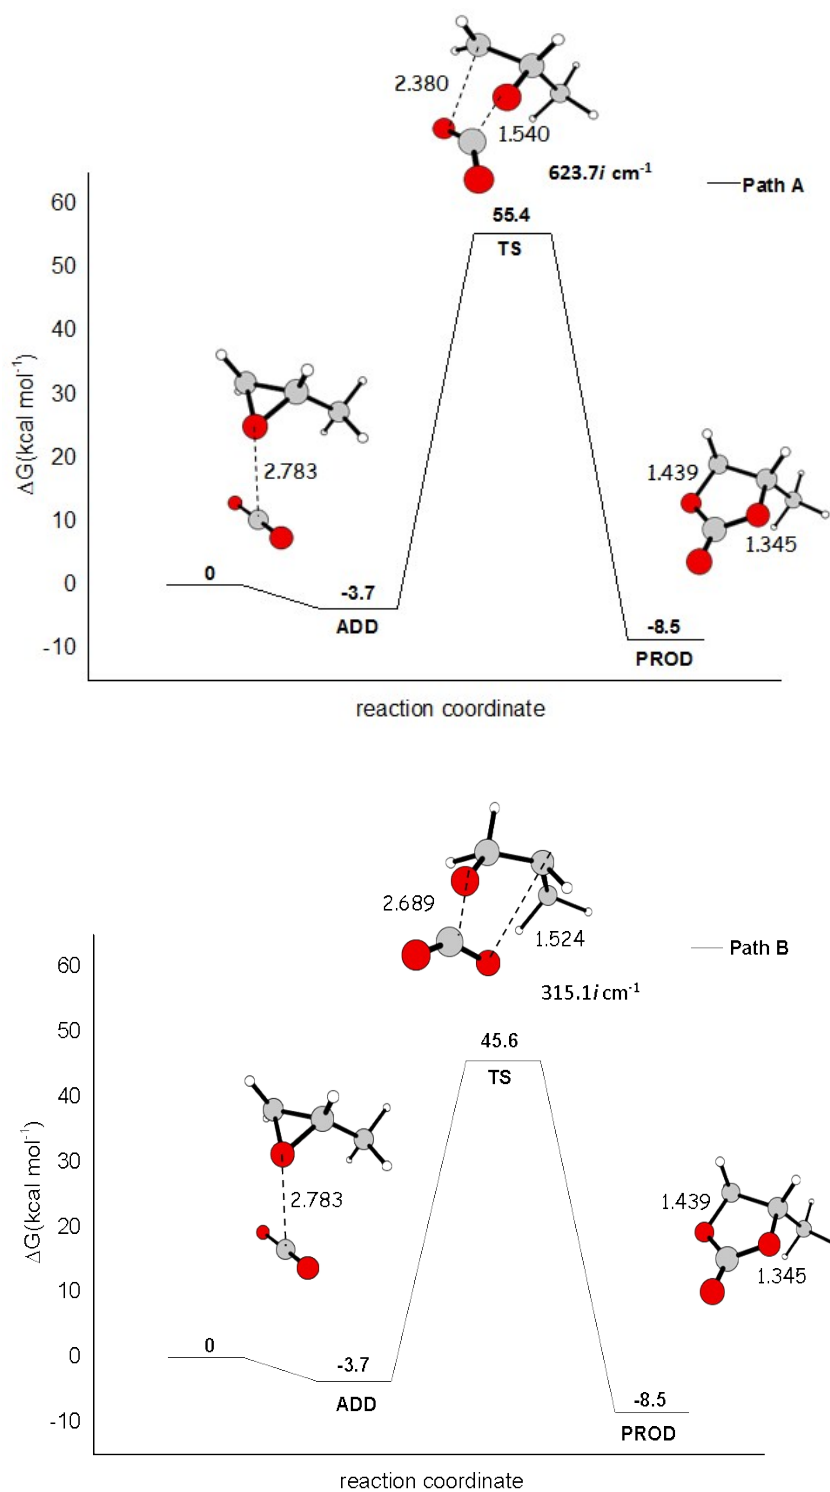 2.380
1.540
623.7i cm-1
Path A
55.4
TS
60
50
40
30
20
10
0
-10
ΔG(kcal mol-1)
2.783
0
-3.7
ADD
1.439
1.345
-8.5
PROD
reaction coordinate
2.689
1.524
315.1i cm-1
Path B
45.6
TS
60
50
40
30
20
10
0
-10
ΔG(kcal mol-1)
2.783
0
-3.7
ADD
1.439
1.345
-8.5
PROD
reaction coordinate